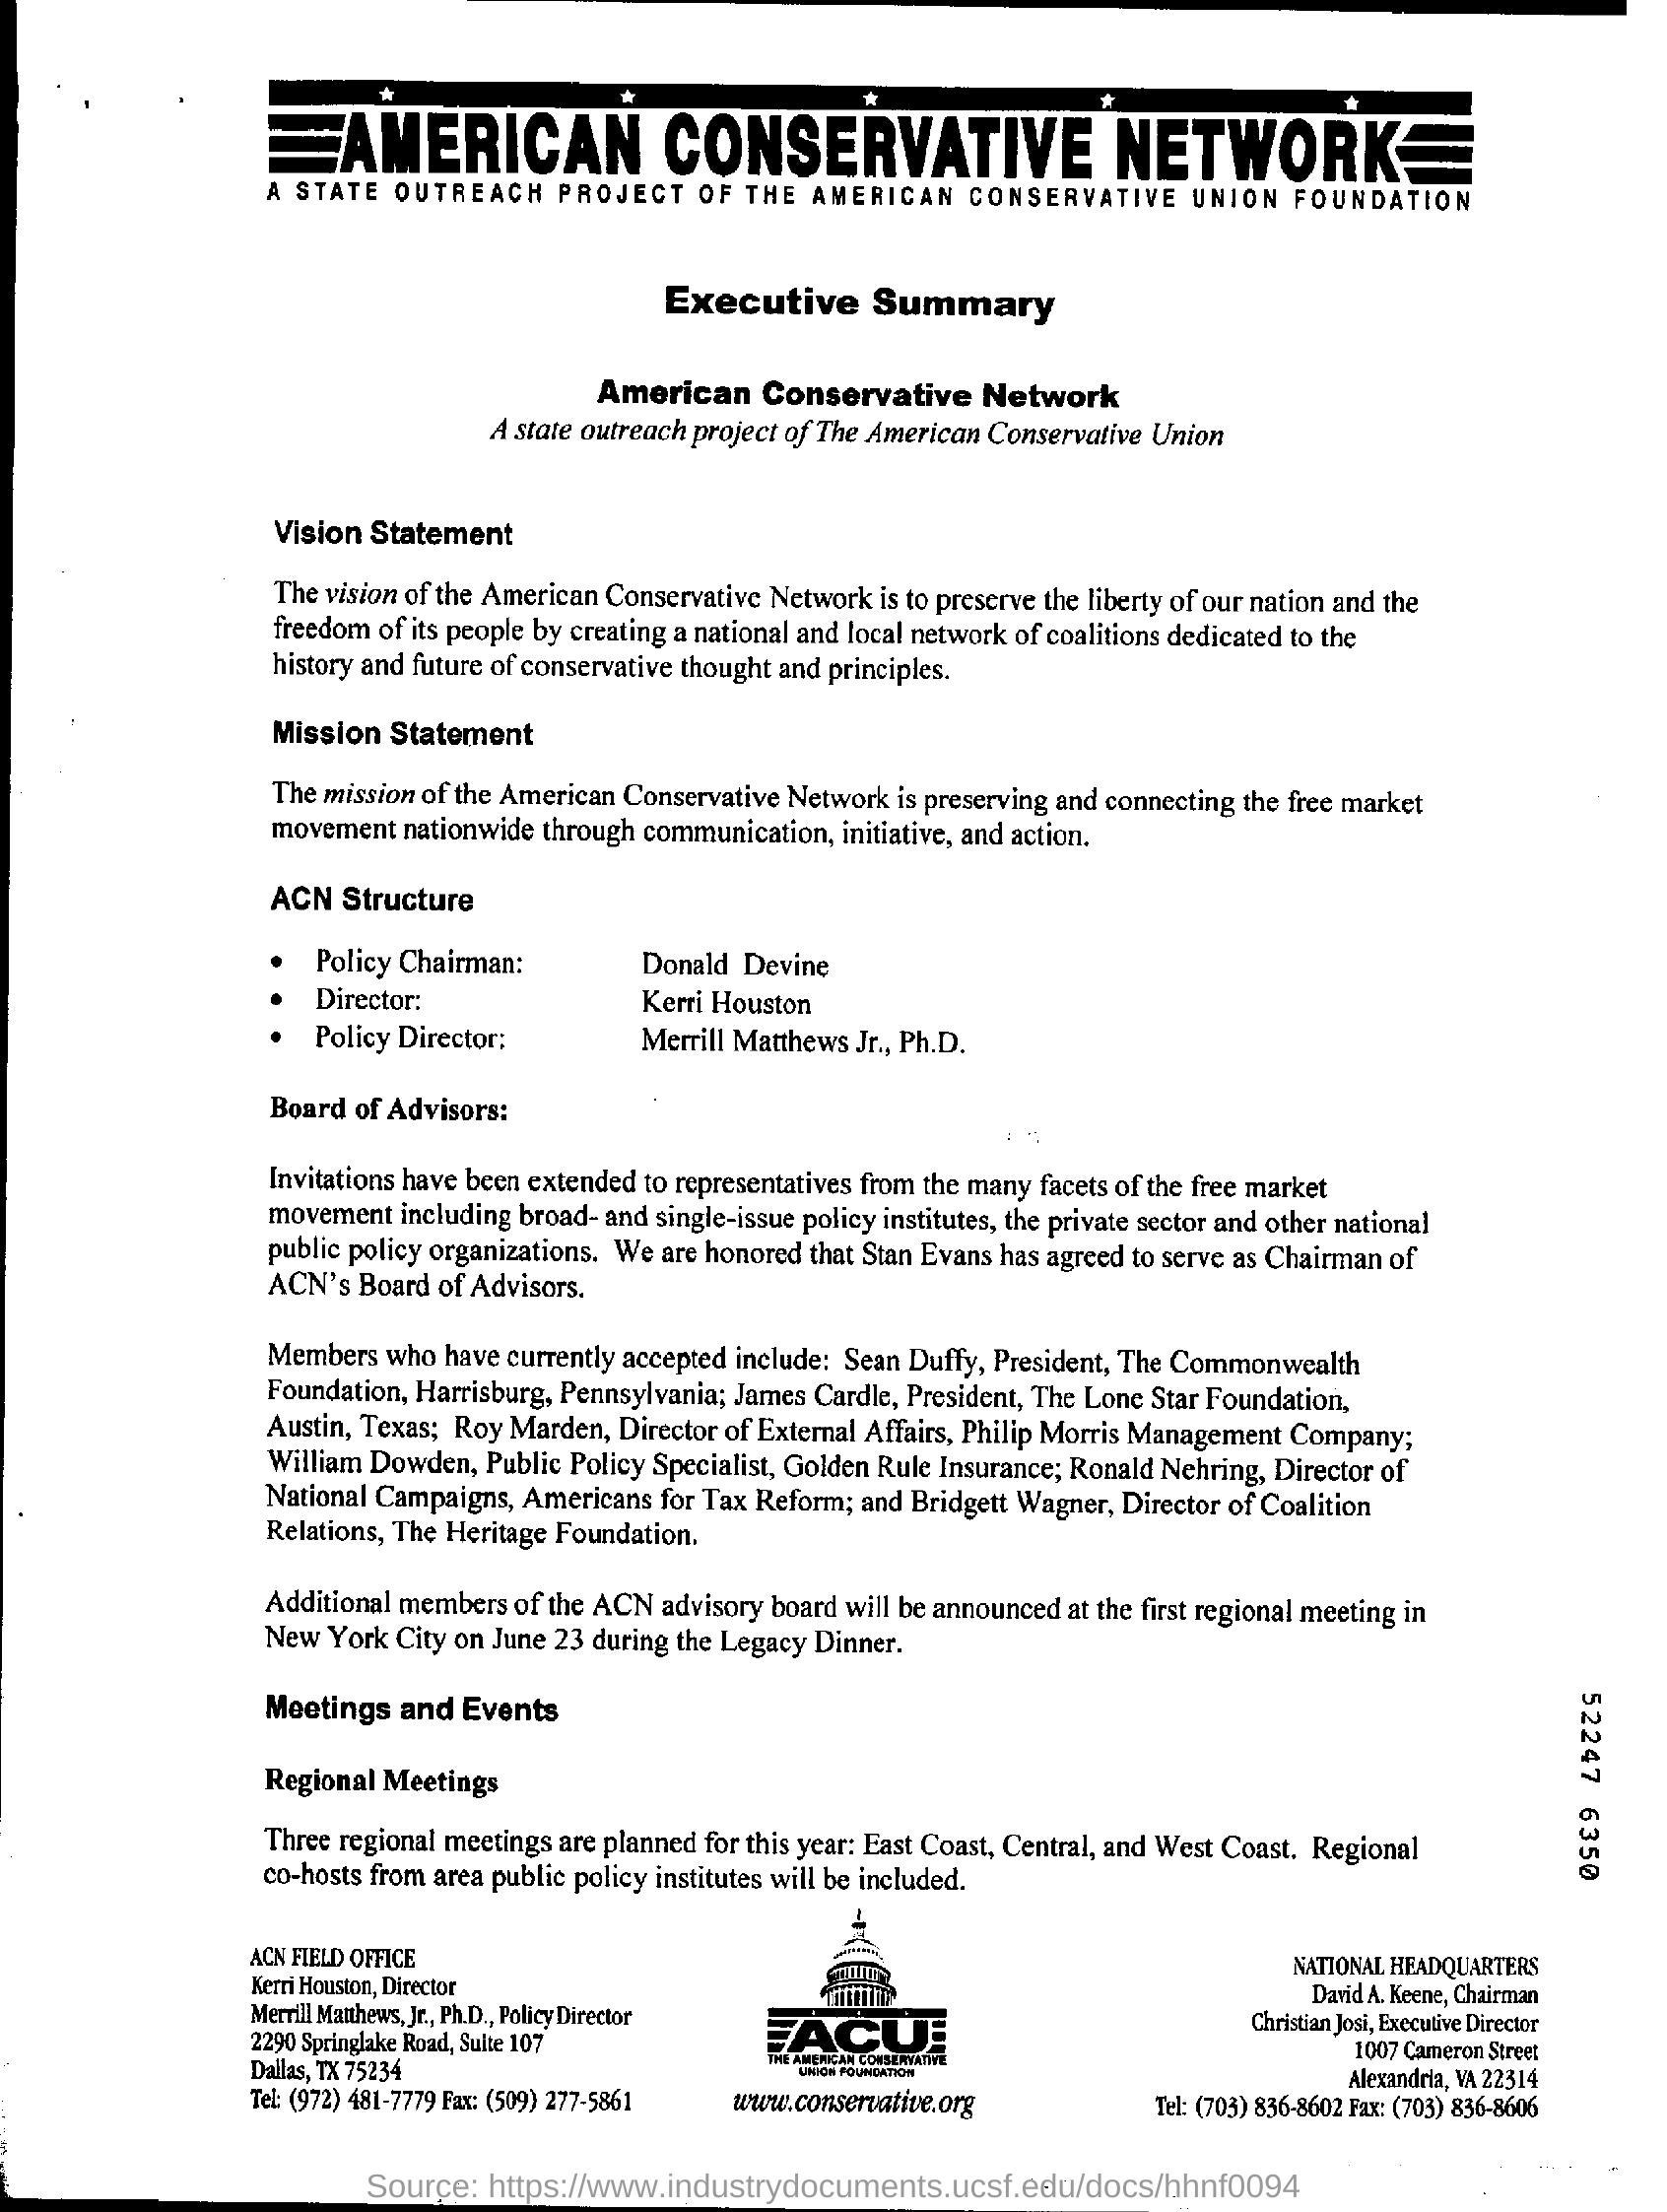 AMERICAN CONSERVATIVE NETWORK
A STATE OUTREACH PROJECT OF THE AMERICAN CONSERVATIVE UNION FOUNDATION
Executive Summary
American Conservative Network
A state outreach project of The American Conservative Union
Vision Statement
The vision of the American Conservative Network is to preserve the liberty of our nation and the
freedom of its people by creating a national and local network of coalitions dedicated to the
history and future of conservative thought and principles.
Mission Statement
The mission of the American Conservative Network is preserving and connecting the free market
movement nationwide through communication, initiative, and action.
ACN Structure
• Policy Chairman: Donald Devine
• Director: Kerri Houston
• Policy Director: Merrill Matthews Jr., Ph.D.
Board of Advisors:
Invitations have been extended to representatives from the many facets of the free market
movement including broad- and single-issue policy institutes, the private sector and other national
public policy organizations. We are honored that Stan Evans has agreed to serve as Chairman of
ACN's Board of Advisors.
Members who have currently accepted include: Sean Duffy, President, The Commonwealth
Foundation, Harrisburg, Pennsylvania; James Cardle, President, The Lone Star Foundation,
Austin, Texas; Roy Marden, Director of External Affairs, Philip Morris Management Company;
William Dowden, Public Policy Specialist, Golden Rule Insurance; Ronald Nehring, Director of
National Campaigns, Americans for Tax Reform; and Bridgett Wagner, Director of Coalition
Relations, The Heritage Foundation.
Additional members of the ACN advisory board will be announced at the first regional meeting in
New York City on June 23 during the Legacy Dinner.
Meetings and Events
Regional Meetings
Three regional meetings are planned for this year: East Coast, Central, and West Coast. Regional
co-hosts from area public policy institutes will be included.
52247 6350
ACN FIELD OFFICE
Kerri Houston, Director
Merrill Matthews, Jr., Ph.D., Policy Director
2290 Springlake Road, Suite 107
Dallas, TX 75234
Tel: (972) 481-7779 Fax: (509) 277-5861
ACU
THE AMERICAN CONSERVATIVE
UNION FOUNDATION
www.conservative.org
NATIONAL HEADQUARTERS
David A. Keene, Chairman
Christian Josi, Executive Director
1007 Cameron Street
Alexandria, VA 22314
Tel: (703) 836-8602 Fax: (703) 836-8606
Source: https://www.industrydocuments.ucsf.edu/docs/hhnf0094